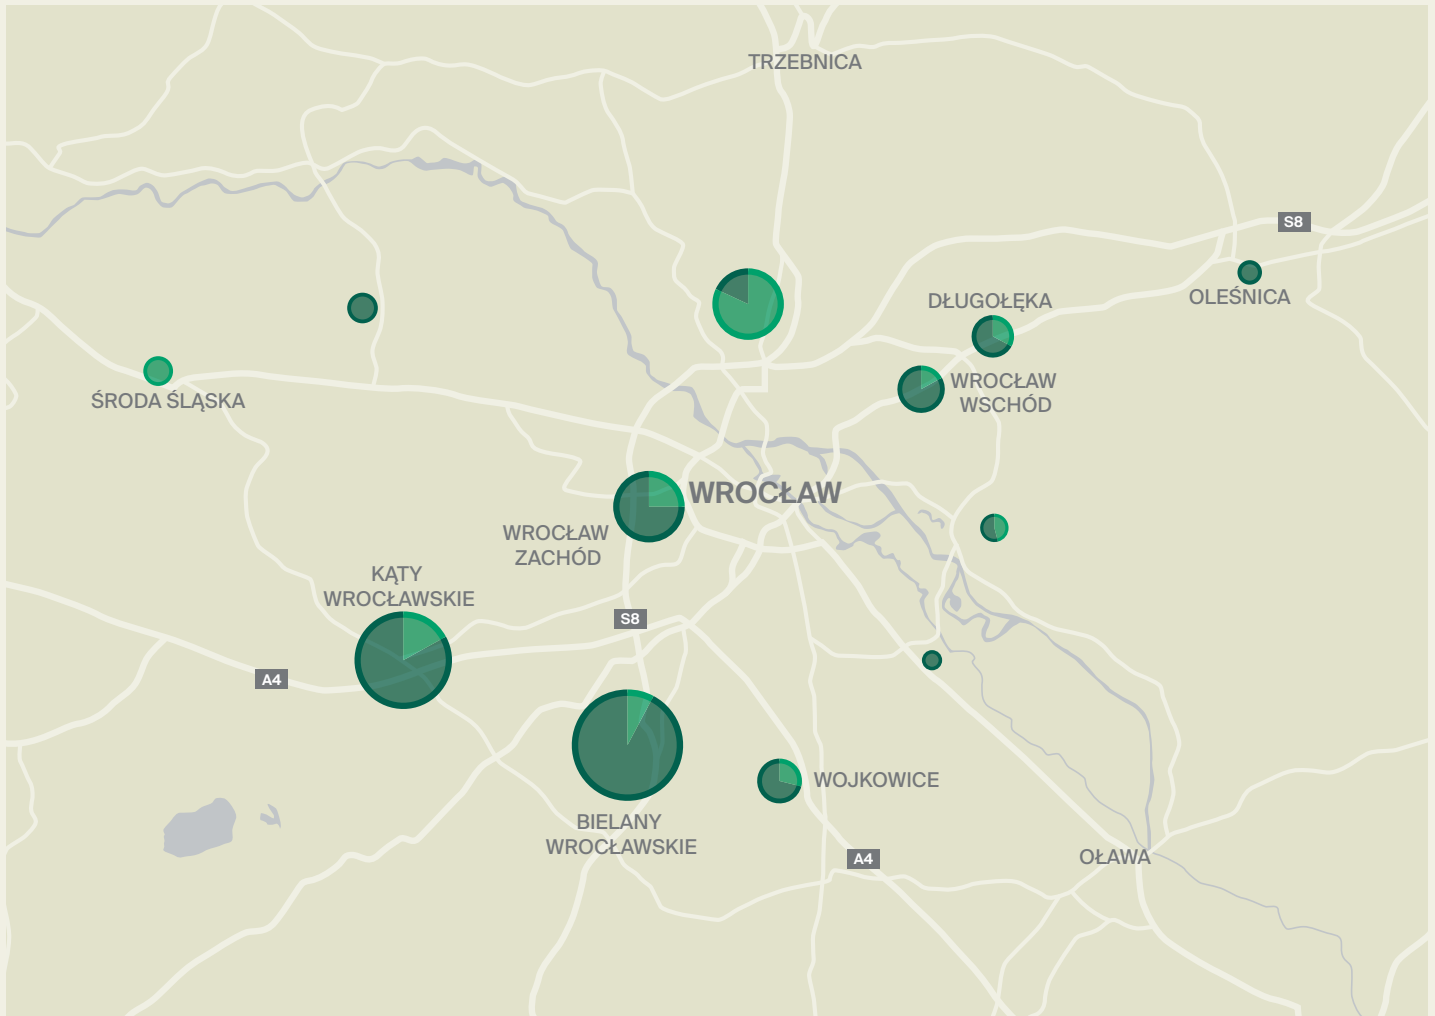 TRZEBNICA
S8
OLEŚNICA
DŁUGOŁĘKA
WROCŁAW
WSCHÓD
ŚRODA ŚLĄSKA
WROCŁAW
WROCŁAW
ZACHÓD
KĄTY
WROCŁAWSKIE
S8
A4
WOJKOWICE
BIELANY
WROCŁAWSKIE
A4
OŁAWA